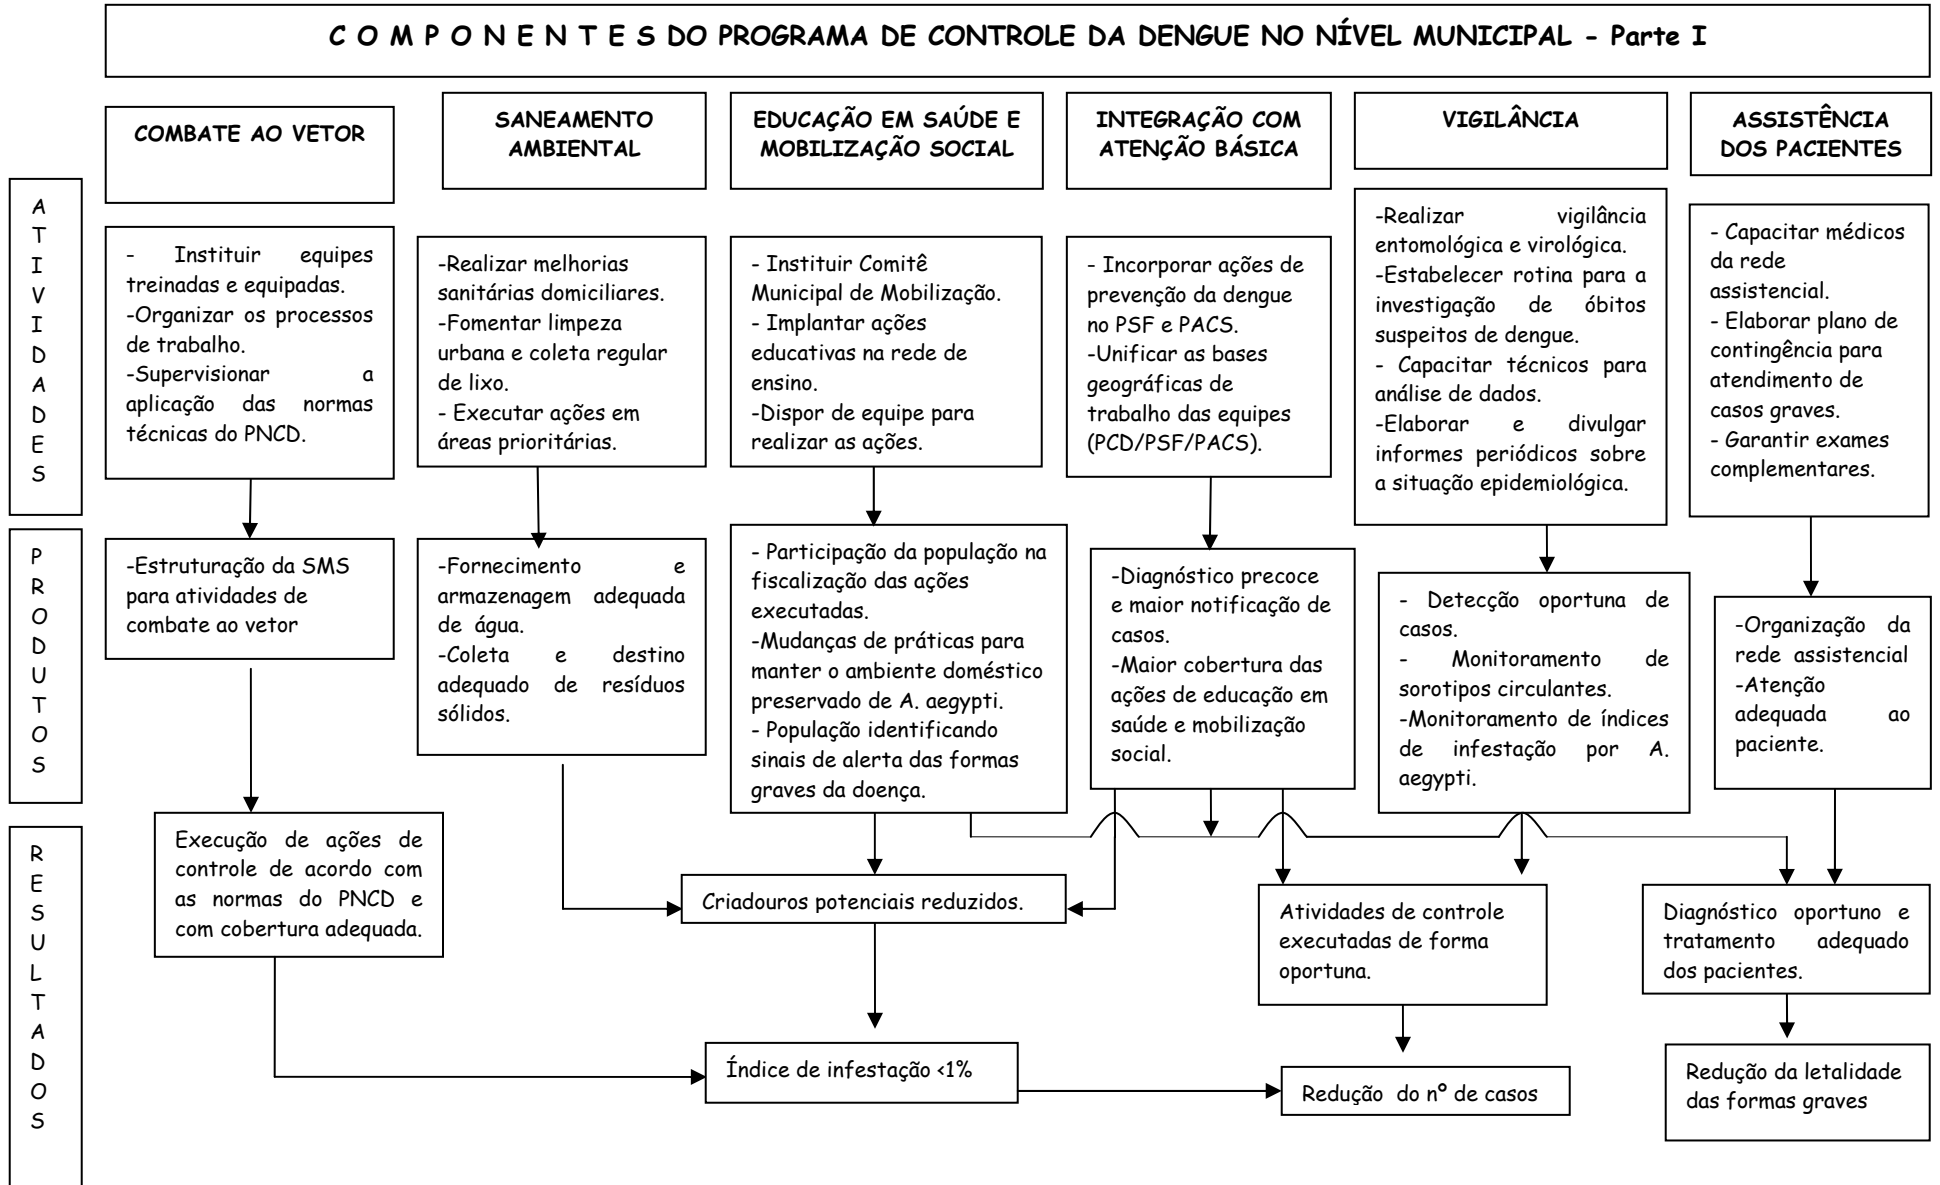 C O M P O N E N T E S DO PROGRAMA DE CONTROLE DA DENGUE NO NÍVEL MUNICIPAL - Parte I
COMBATE AO VETOR
SANEAMENTO
AMBIENTAL
EDUCAÇÃO EM SAÚDE E
MOBILIZAÇÃO SOCIAL
INTEGRAÇÃO COM
ATENÇÃO BÁSICA
VIGILÂNCIA
ASSISTÊNCIA
DOS PACIENTES
A
T
I
V
I
D
A
D
E
S
- Instituir equipes
treinadas e equipadas.
-Organizar os processos
de trabalho.
-Supervisionar a
aplicação das normas
técnicas do PNCD.
-Realizar melhorias
sanitárias domiciliares.
-Fomentar limpeza
urbana e coleta regular
de lixo.
- Executar ações em
áreas prioritárias.
- Instituir Comitê
Municipal de Mobilização.
- Implantar ações
educativas na rede de
ensino.
-Dispor de equipe para
realizar as ações.
- Incorporar ações de
prevenção da dengue
no PSF e PACS.
-Unificar as bases
geográficas de
trabalho das equipes
(PCD/PSF/PACS).
-Realizar vigilância
entomológica e virológica.
-Estabelecer rotina para a
investigação de óbitos
suspeitos de dengue.
- Capacitar técnicos para
análise de dados.
-Elaborar e divulgar
informes periódicos sobre
a situação epidemiológica.
- Capacitar médicos
da rede
assistencial.
- Elaborar plano de
contingência para
atendimento de
casos graves.
- Garantir exames
complementares.
P
R
O
D
U
T
O
S
-Estruturação da SMS
para atividades de
combate ao vetor
-Fornecimento e
armazenagem adequada
de água.
-Coleta e destino
adequado de resíduos
sólidos.
- Participação da população na
fiscalização das ações
executadas.
-Mudanças de práticas para
manter o ambiente doméstico
preservado de A. aegypti.
- População identificando
sinais de alerta das formas
graves da doença.
-Diagnóstico precoce
e maior notificação de
casos.
-Maior cobertura das
ações de educação em
saúde e mobilização
social.
- Detecção oportuna de
casos.
- Monitoramento de
sorotipos circulantes.
-Monitoramento de índices
de infestação por A.
aegypti.
-Organização da
rede assistencial
-Atenção
adequada ao
paciente.
R
E
S
U
L
T
A
D
O
S
Execução de ações de
controle de acordo com
as normas do PNCD e
com cobertura adequada.
Criadouros potenciais reduzidos.
Atividades de controle
executadas de forma
oportuna.
Diagnóstico oportuno e
tratamento adequado
dos pacientes.
Índice de infestação <1%
Redução do nº de casos
Redução da letalidade
das formas graves